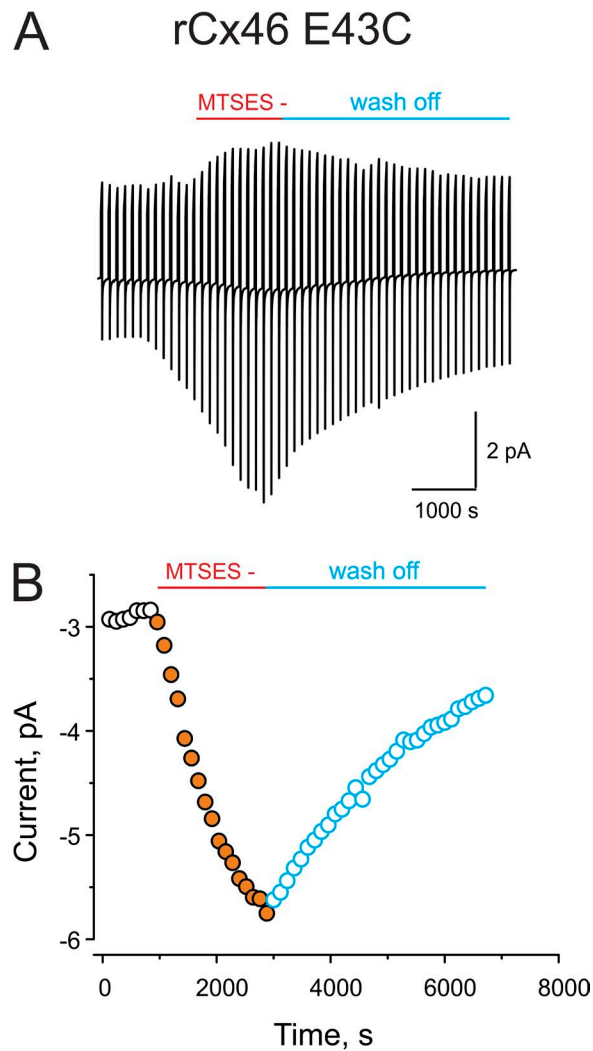 A rCx46 E43C
MTSES - wash off
2 pA
1000 s
B MTSES - wash off
-3
-4
-5
-6
Current, pA
0 2000 4000 6000 8000
Time, s